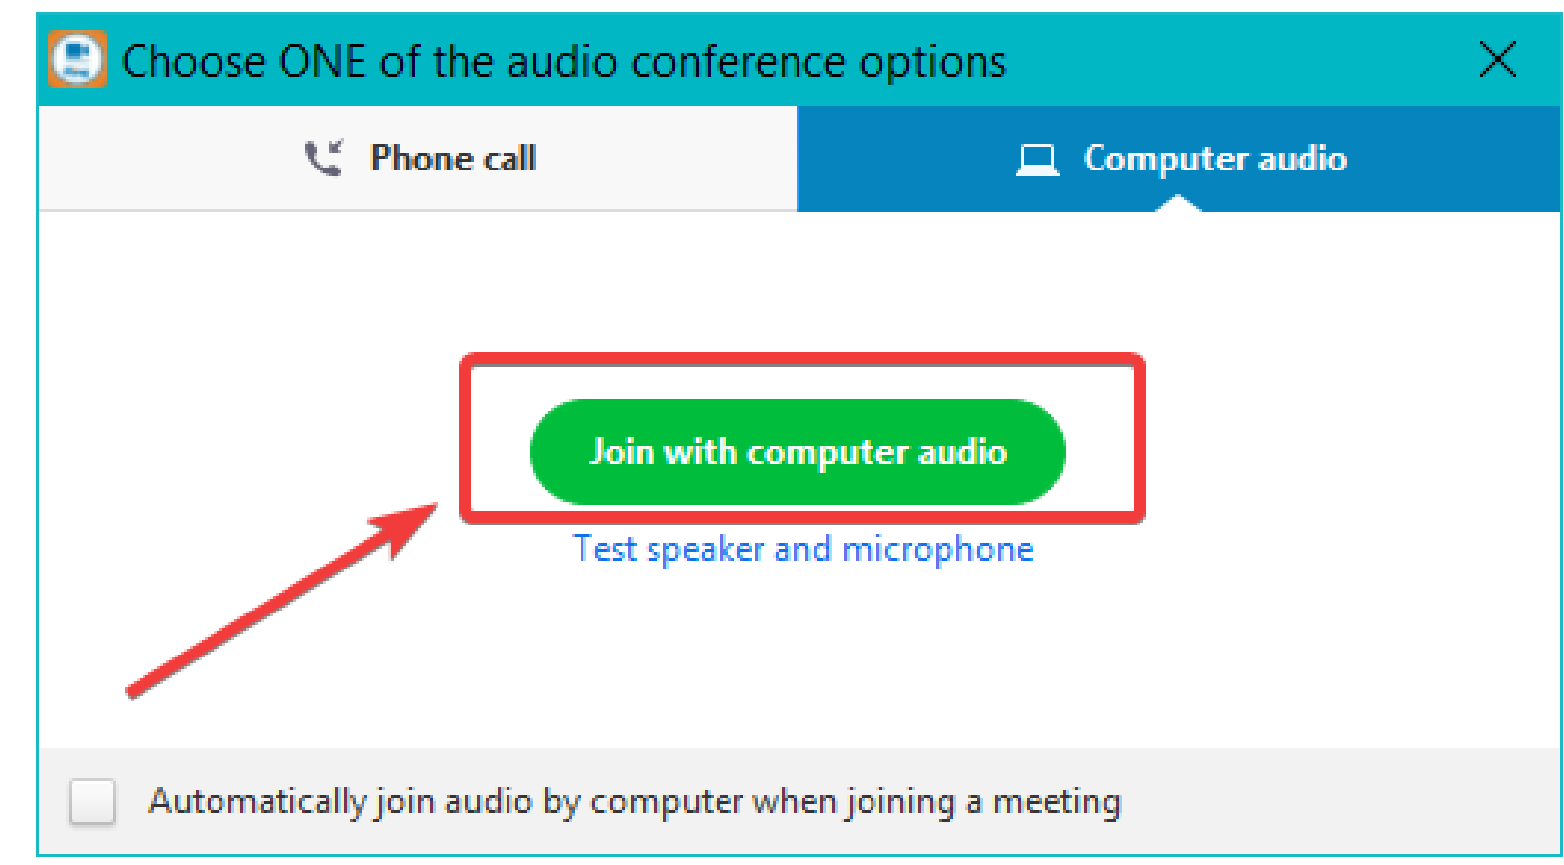 Choose ONE of the audio conference options
Phone call
Computer audio
Join with computer audio
Test speaker and microphone
Automatically join audio by computer when joining a meeting